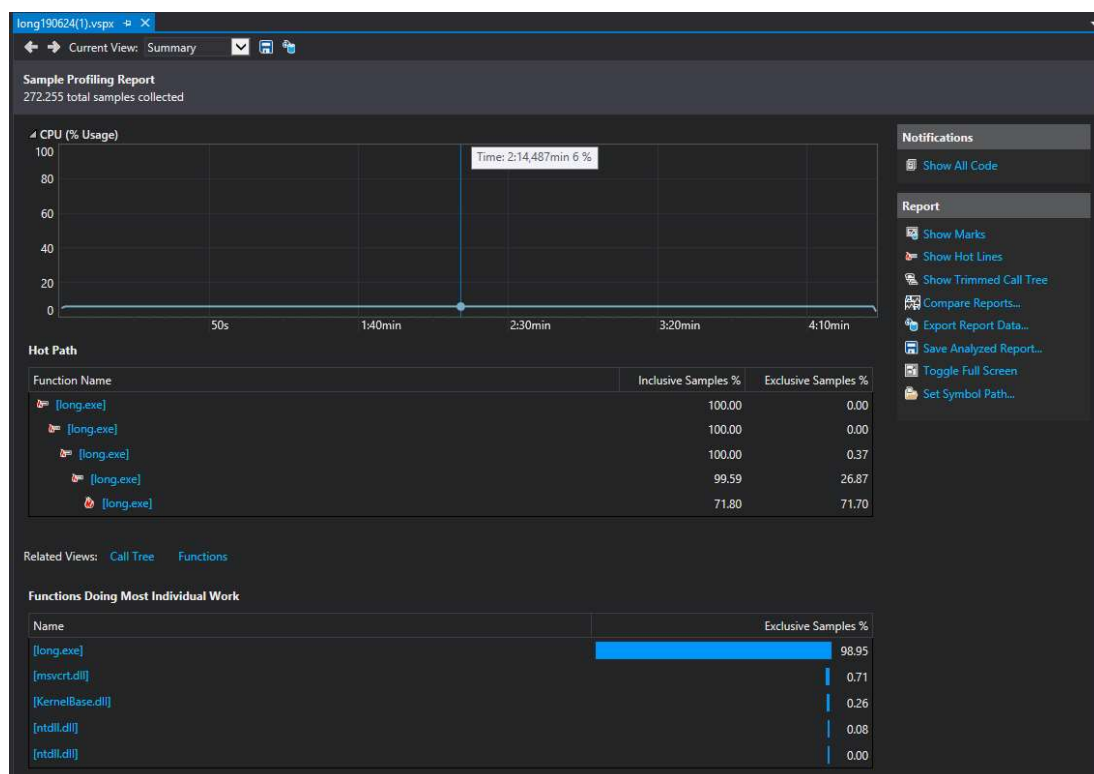 long190624(1).vspx
Current View: Summary
Sample Profiling Report
272.255 total samples collected
CPU (% Usage)
100
80
60
40
20
0
Time: 2:14,487min 6 %
50s 1:40min 2:30min 3:20min 4:10min
Hot Path
Function Name Inclusive Samples % Exclusive Samples %
[long.exe] 100.00 0.00
[long.exe] 100.00 0.00
[long.exe] 100.00 0.37
[long.exe] 99.59 26.87
[long.exe] 71.80 71.70
Related Views: Call Tree Functions
Functions Doing Most Individual Work
Name Exclusive Samples %
[long.exe] 98.95
[msvcrt.dll] 0.71
[KernelBase.dll] 0.26
[ntdll.dll] 0.08
[ntdll.dll] 0.00
Notifications
Show All Code
Report
Show Marks
Show Hot Lines
Show Trimmed Call Tree
Compare Reports...
Export Report Data...
Save Analyzed Report...
Toggle Full Screen
Set Symbol Path...